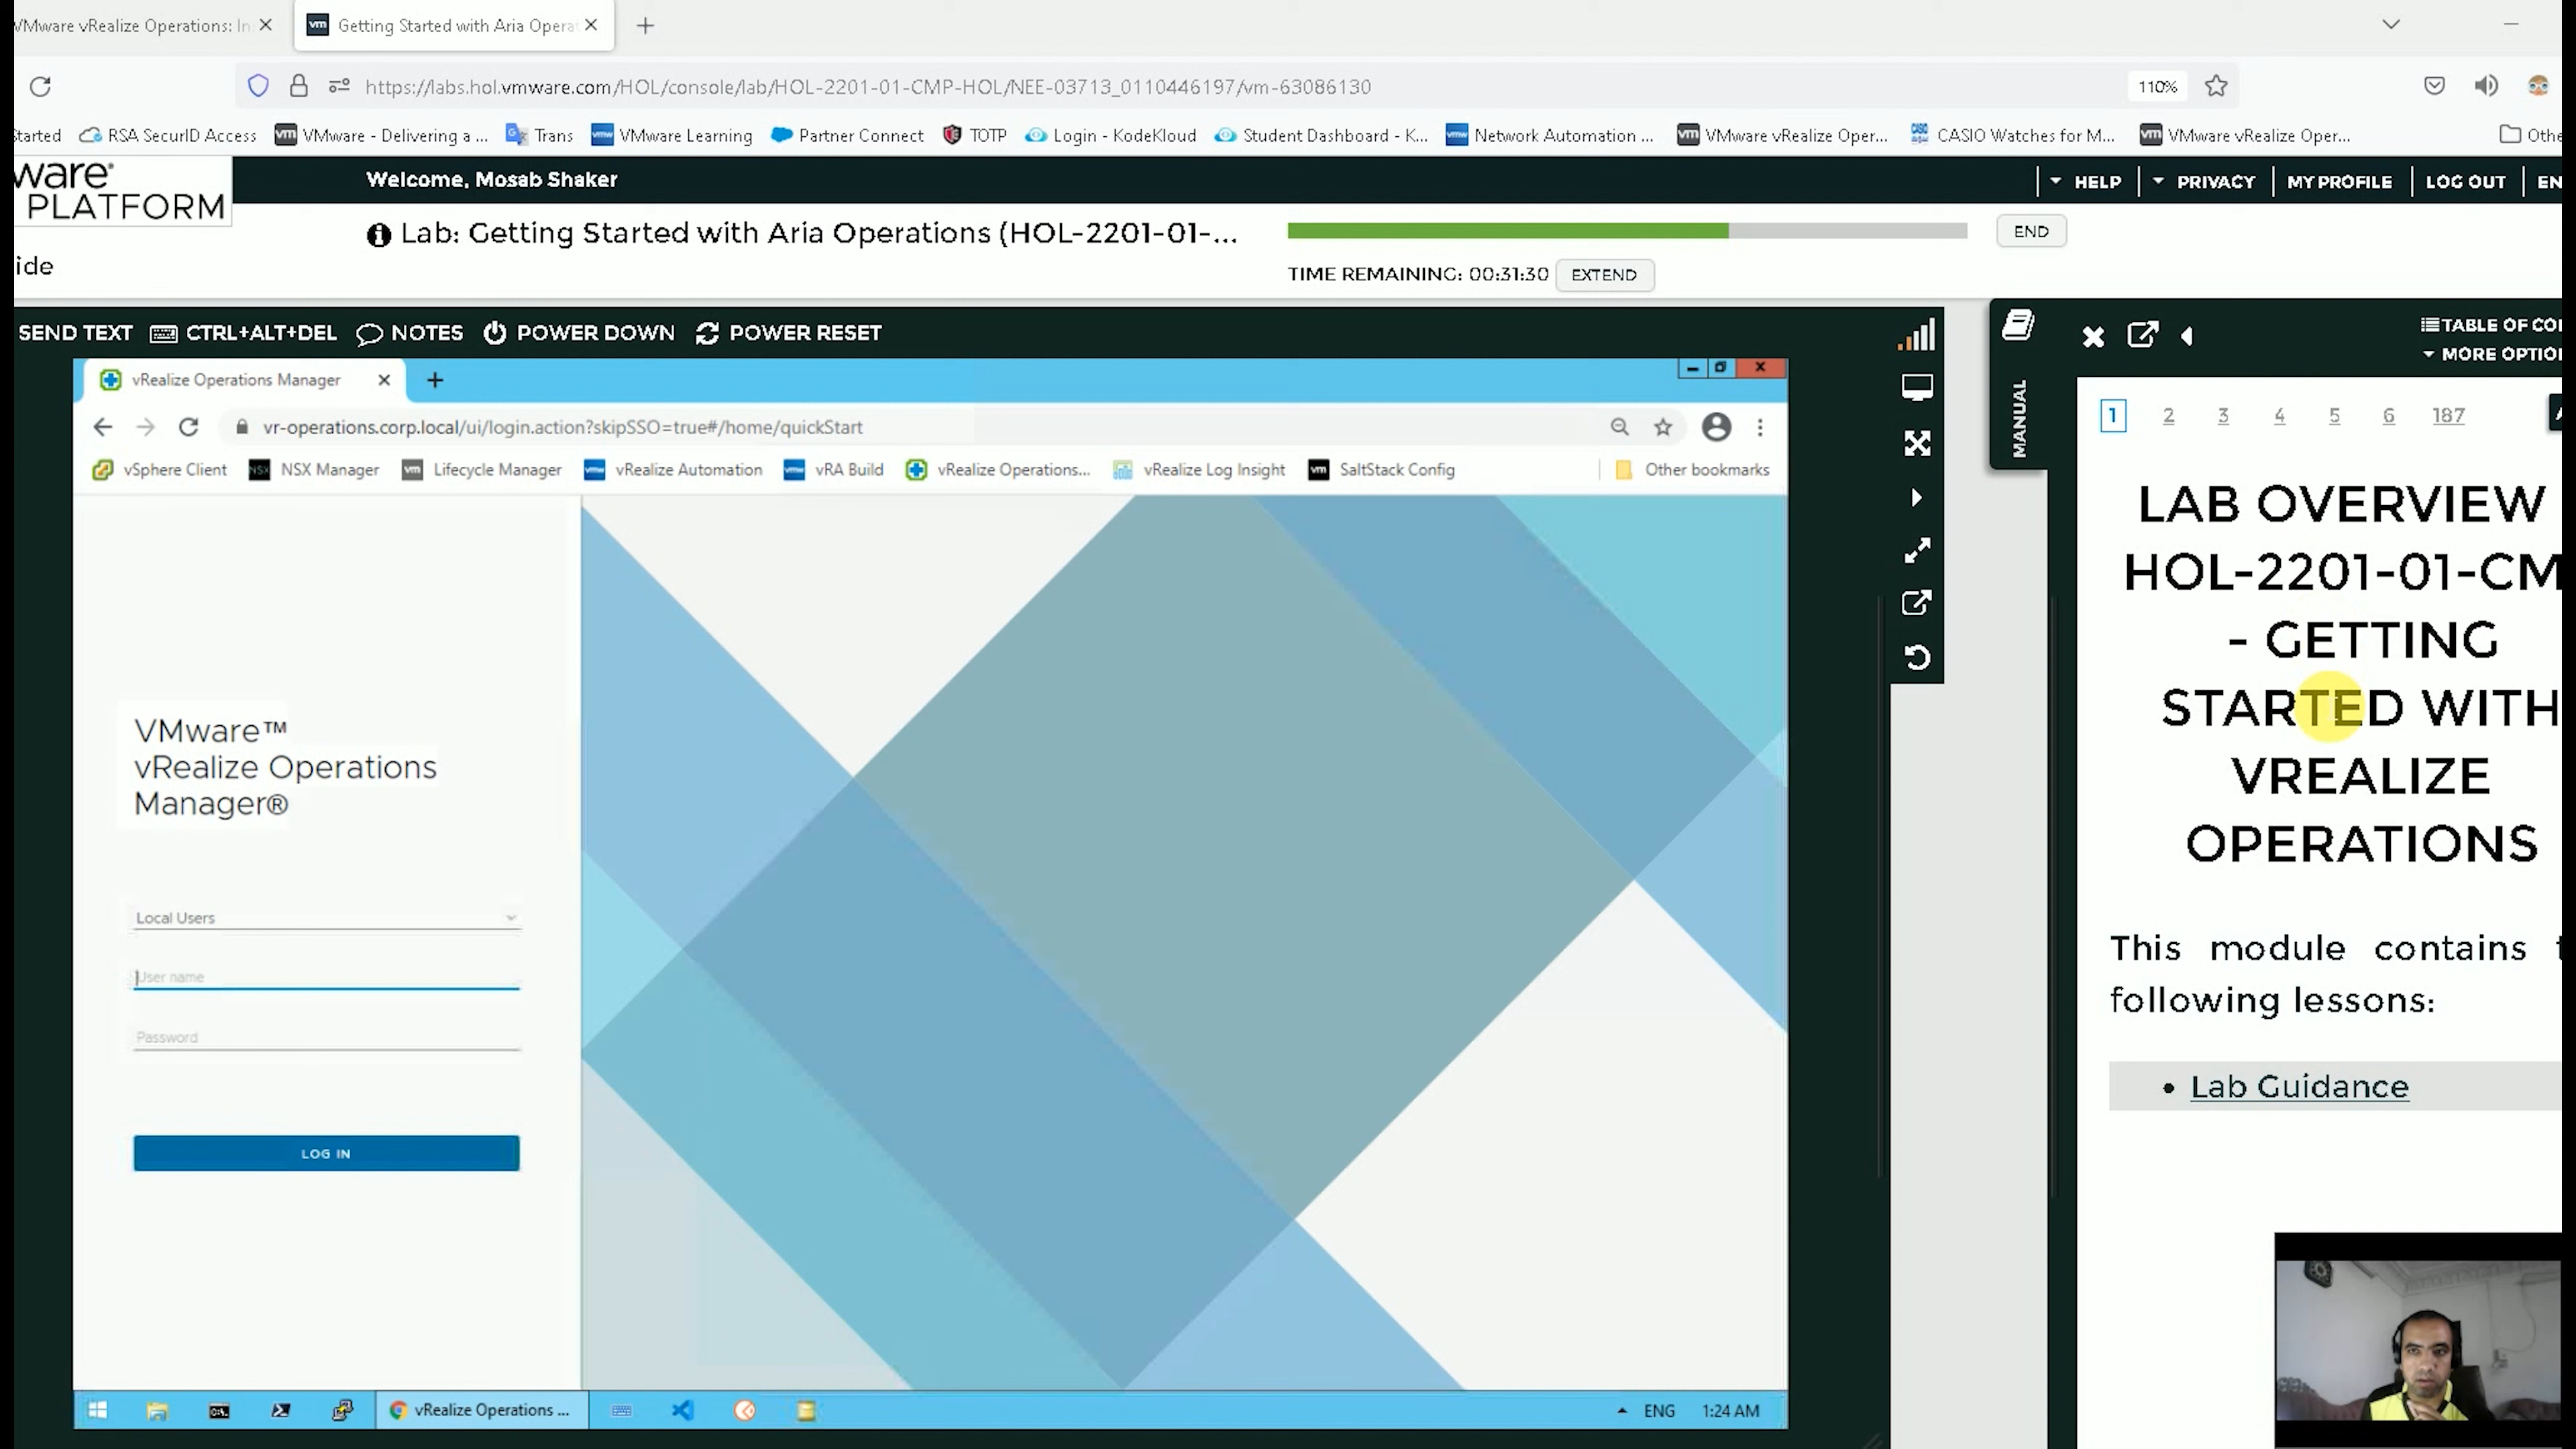 VMware vRealize Operations: In
Getting Started with Aria Opera
https://labs.hol.vmware.com/HOL/console/lab/HOL-2201-01-CMP-HOL/NEE-03713_0110446197/vm-63086130
110%
started RSA SecurID Access VMware - Delivering a ... Trans VMware Learning Partner Connect TOTP Login - KodeKloud Student Dashboard - K... Network Automation ... VMware vRealize Oper... CASIO Watches for M... VMware vRealize Oper... Othe
ware®
PLATFORM
Welcome, Mosab Shaker
HELP PRIVACY MY PROFILE LOG OUT EN
Lab: Getting Started with Aria Operations (HOL-2201-01-...
END
ide
TIME REMAINING: 00:31:30 EXTEND
SEND TEXT CTRL+ALT+DEL NOTES POWER DOWN POWER RESET
vRealize Operations Manager
vr-operations.corp.local/ui/login.action?skipSSO=true#/home/quickStart
vSphere Client NSX Manager Lifecycle Manager vRealize Automation vRA Build vRealize Operations... vRealize Log Insight SaltStack Config Other bookmarks
VMware™
vRealize Operations
Manager®
Local Users
User name
Password
LOG IN
vRealize Operations ...
ENG 1:24 AM
MANUAL
TABLE OF CO
MORE OPTIO
1 2 3 4 5 6 187
LAB OVERVIEW
HOL-2201-01-CM
- GETTING
STARTED WITH
VREALIZE
OPERATIONS
This module contains t
following lessons:
• Lab Guidance